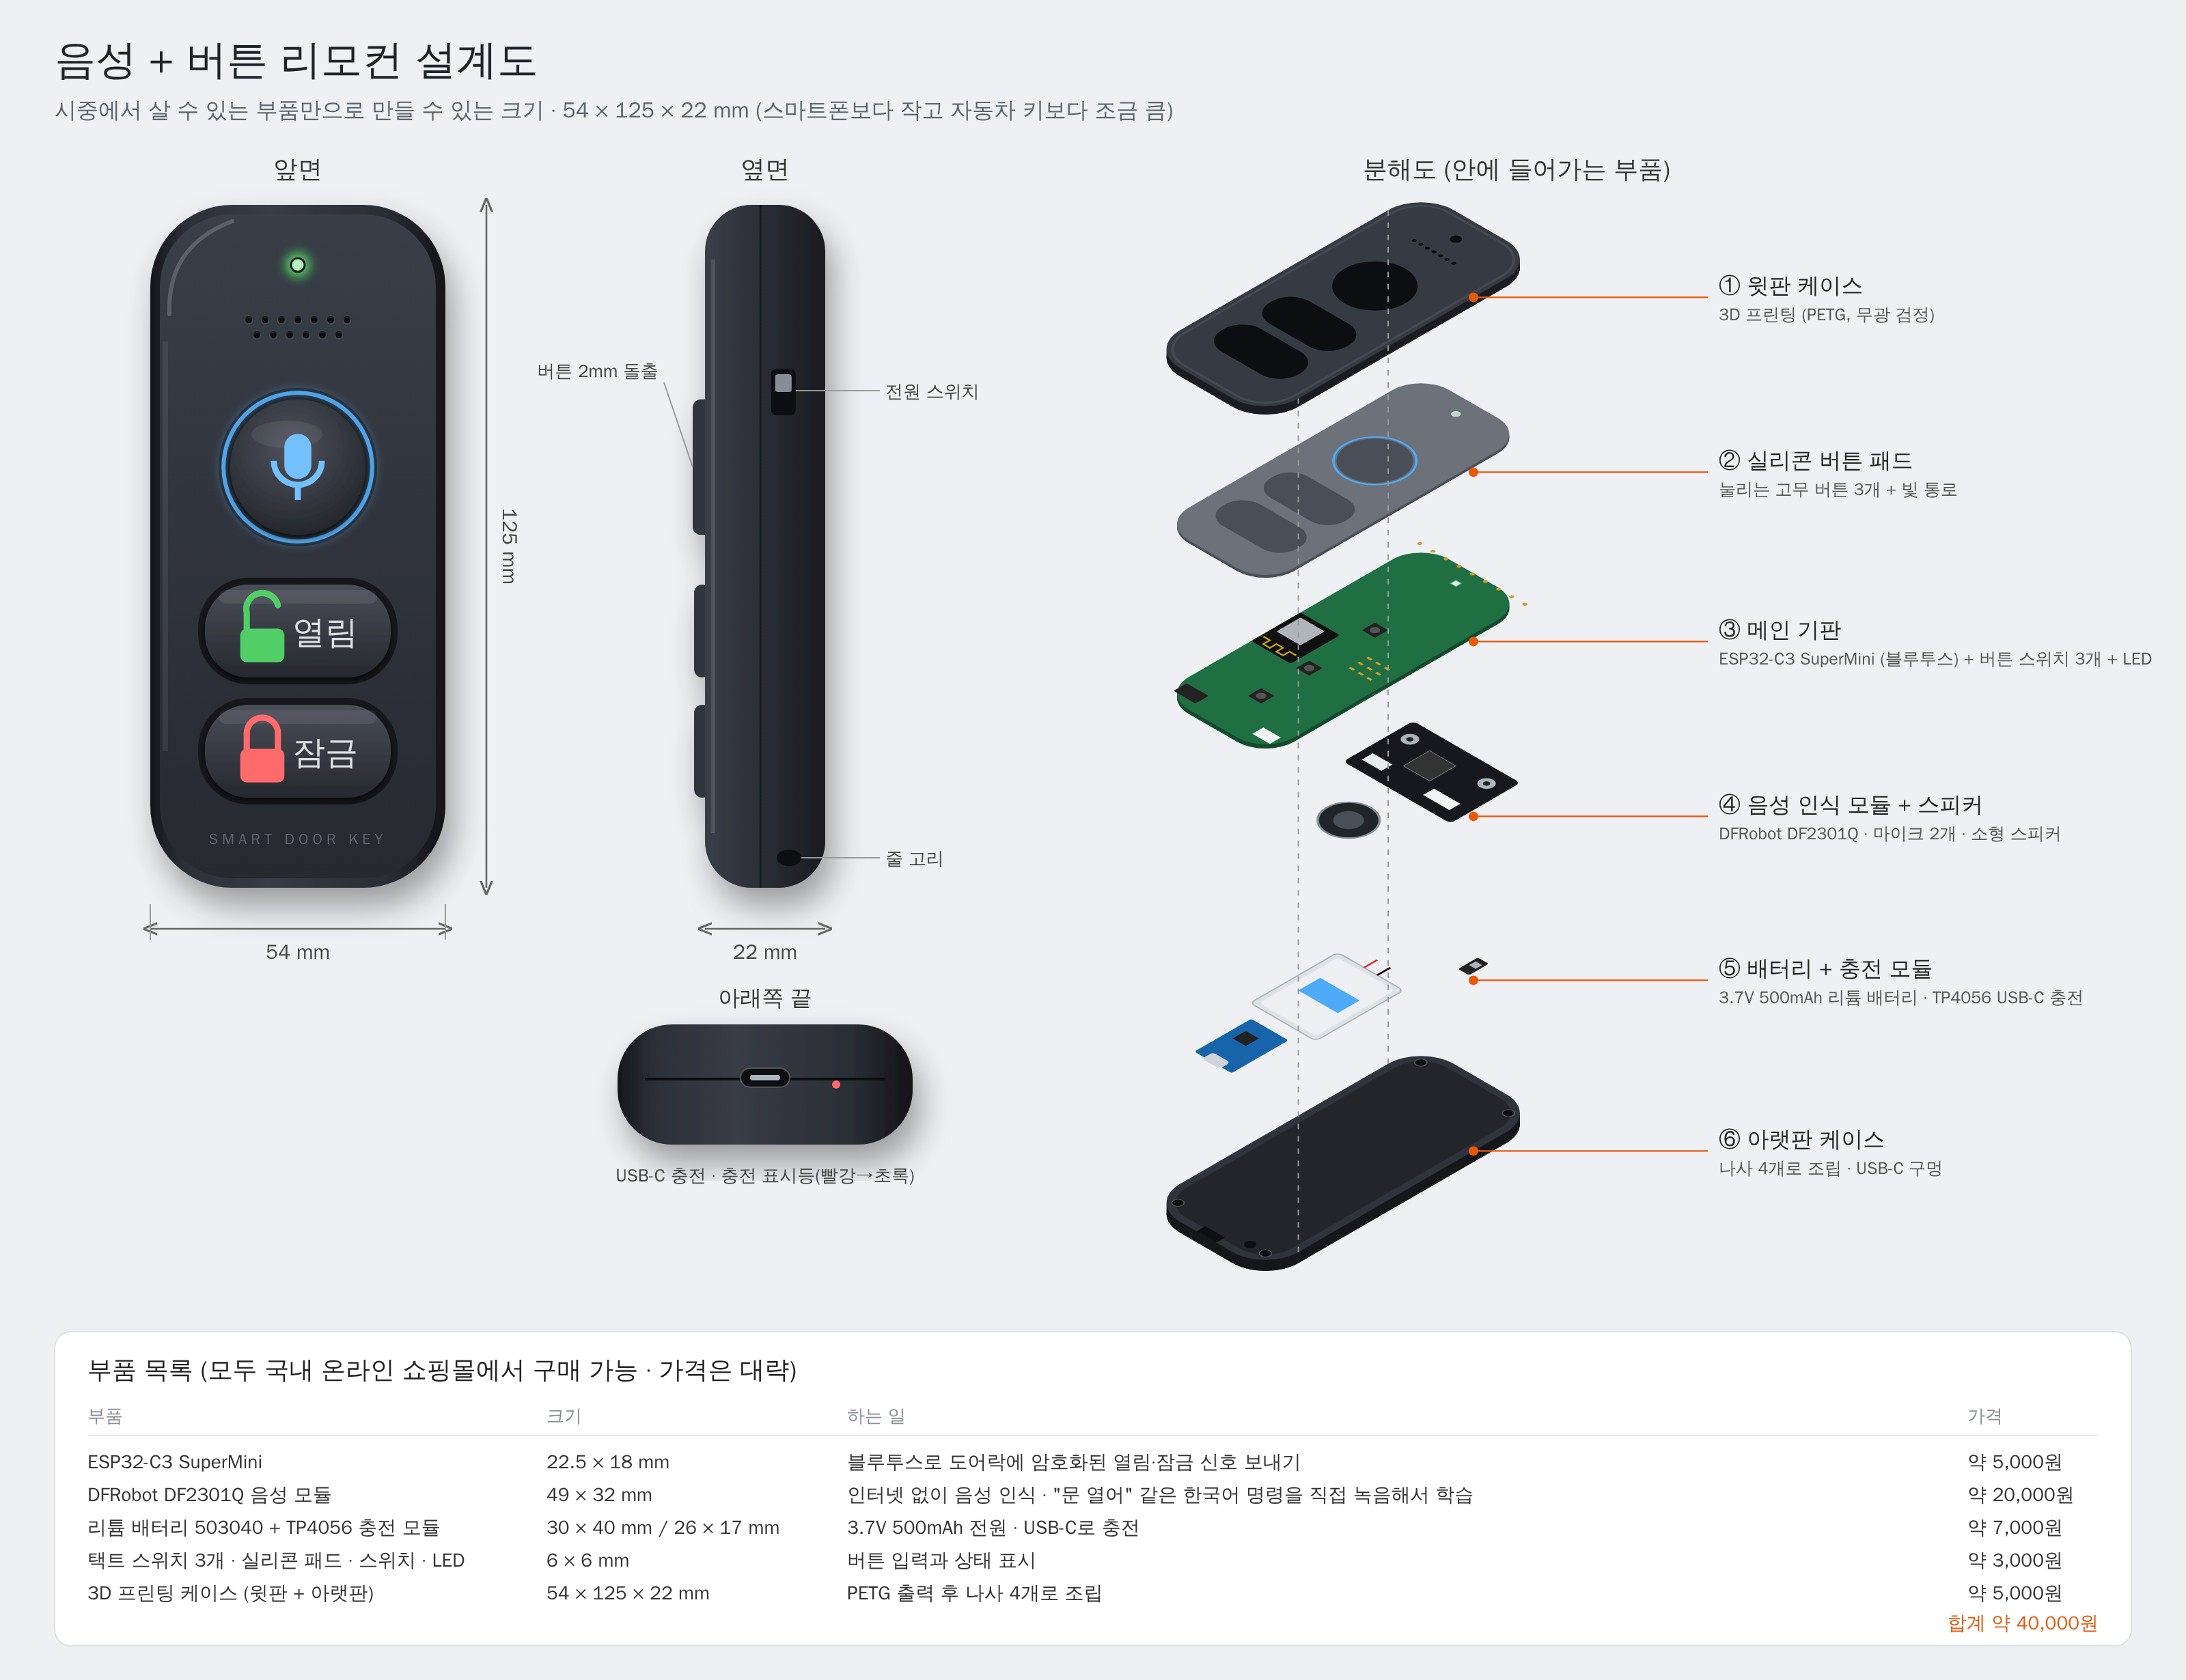 음성 + 버튼 리모컨 설계도
시중에서 살 수 있는 부품만으로 만들 수 있는 크기 · 54 × 125 × 22 mm (스마트폰보다 작고 자동차 키보다 조금 큼)
앞면
옆면
분해도 (안에 들어가는 부품)
열림
잠금
SMART DOOR KEY
125 mm
54 mm
버튼 2mm 돌출
전원 스위치
줄 고리
22 mm
아래쪽 끝
USB-C 충전 · 충전 표시등(빨강→초록)
① 윗판 케이스
3D 프린팅 (PETG, 무광 검정)
② 실리콘 버튼 패드
눌리는 고무 버튼 3개 + 빛 통로
③ 메인 기판
ESP32-C3 SuperMini (블루투스) + 버튼 스위치 3개 + LED
④ 음성 인식 모듈 + 스피커
DFRobot DF2301Q · 마이크 2개 · 소형 스피커
⑤ 배터리 + 충전 모듈
3.7V 500mAh 리튬 배터리 · TP4056 USB-C 충전
⑥ 아랫판 케이스
나사 4개로 조립 · USB-C 구멍
부품 목록 (모두 국내 온라인 쇼핑몰에서 구매 가능 · 가격은 대략)
부품 크기 하는 일 가격
ESP32-C3 SuperMini 22.5 × 18 mm 블루투스로 도어락에 암호화된 열림·잠금 신호 보내기 약 5,000원
DFRobot DF2301Q 음성 모듈 49 × 32 mm 인터넷 없이 음성 인식 · "문 열어" 같은 한국어 명령을 직접 녹음해서 학습 약 20,000원
리튬 배터리 503040 + TP4056 충전 모듈 30 × 40 mm / 26 × 17 mm 3.7V 500mAh 전원 · USB-C로 충전 약 7,000원
택트 스위치 3개 · 실리콘 패드 · 스위치 · LED 6 × 6 mm 버튼 입력과 상태 표시 약 3,000원
3D 프린팅 케이스 (윗판 + 아랫판) 54 × 125 × 22 mm PETG 출력 후 나사 4개로 조립 약 5,000원
합계 약 40,000원